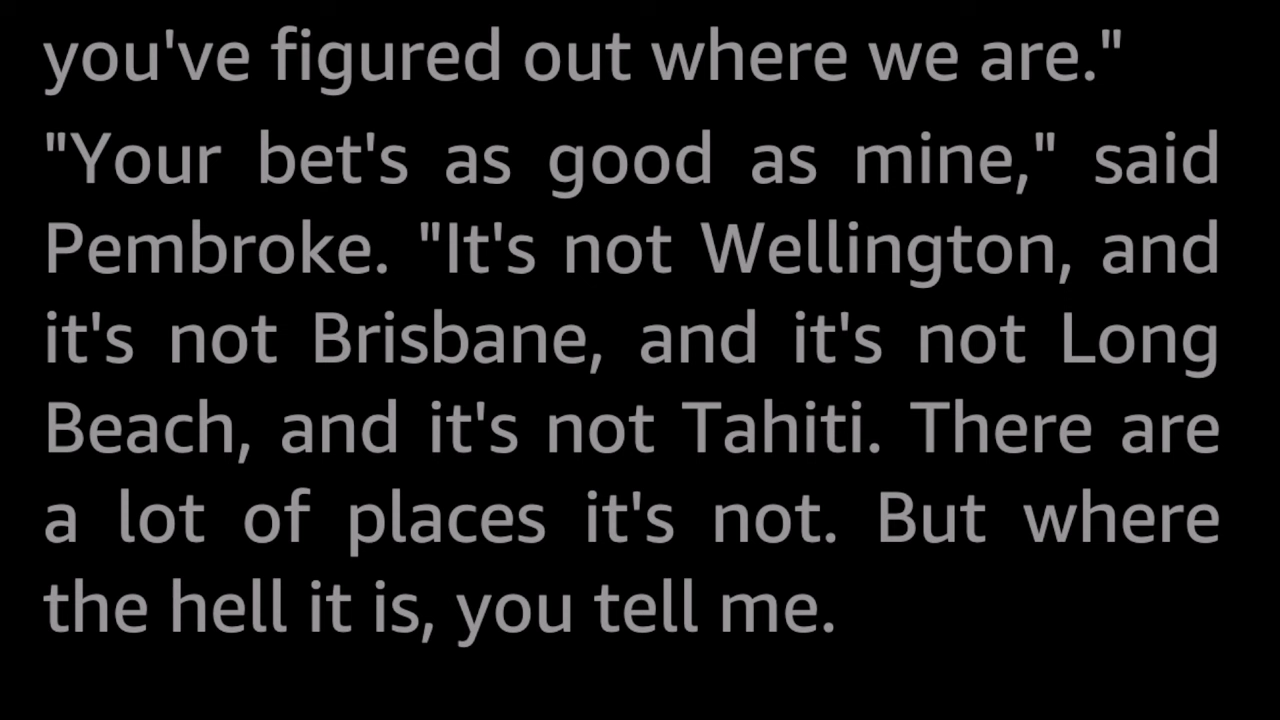 you've figured out where we are."
"Your bet's as good as mine," said
Pembroke. "It's not Wellington, and
it's not Brisbane, and it's not Long
Beach, and it's not Tahiti. There are
a lot of places it's not. But where
the hell it is, you tell me.